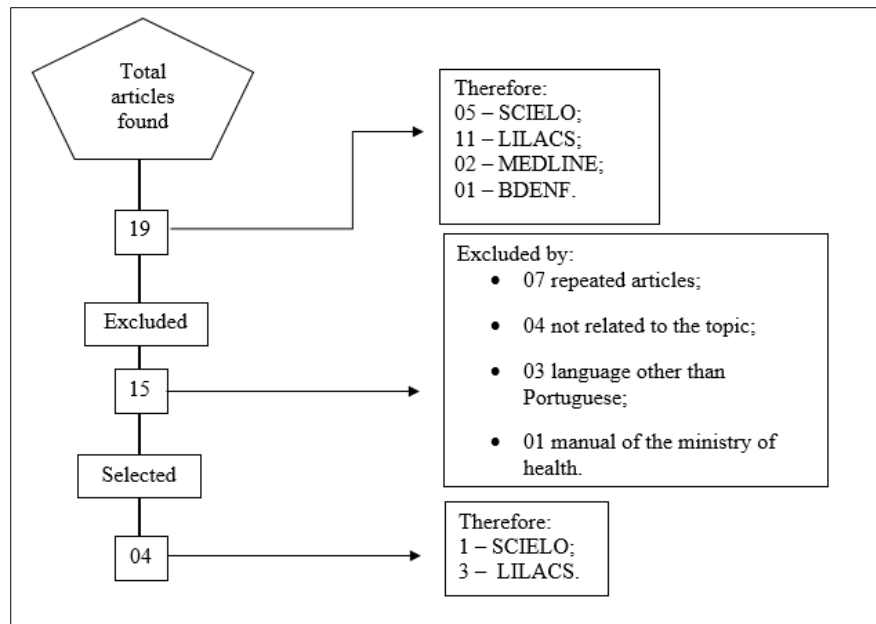 Total
articles
found
19
Therefore:
05 – SCIELO;
11 – LILACS;
02 – MEDLINE;
01 – BDENF.
Excluded
15
Excluded by:
• 07 repeated articles;
• 04 not related to the topic;
• 03 language other than
Portuguese;
• 01 manual of the ministry of
health.
Selected
04
Therefore:
1 – SCIELO;
3 – LILACS.